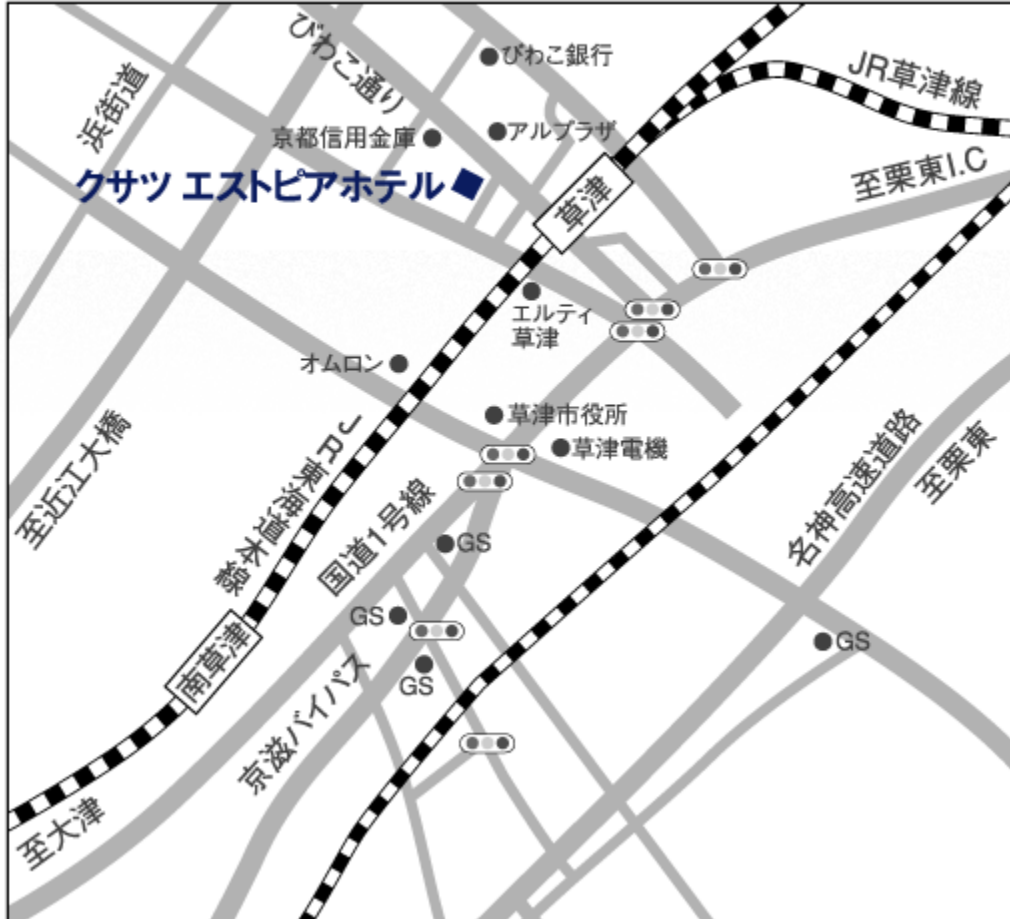 びわこ通り
びわこ銀行
JR草津線
浜街道
京都信用金庫
アルプラザ
クサツ エストピアホテル
草津
至栗東I.C
エルティ
草津
オムロン
草津市役所
草津電機
至近江大橋
JR東海道本線
国道1号線
名神高速道路
至栗東
GS
GS
GS
GS
南草津
京滋バイパス
至大津